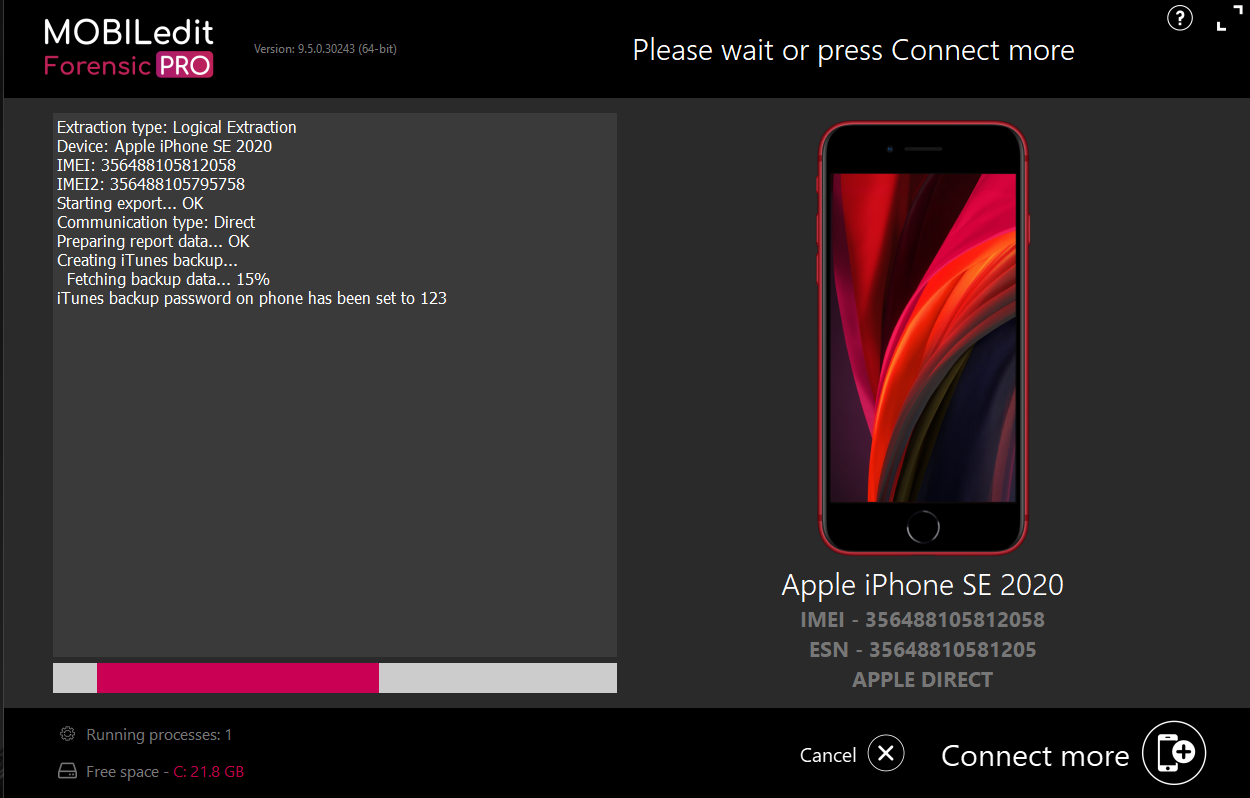 MOBILedit
Forensic PRO
Version: 9.5.0.30243 (64-bit)
Please wait or press Connect more
?
Extraction type: Logical Extraction
Device: Apple iPhone SE 2020
IMEI: 356488105812058
IMEI2: 356488105795758
Starting export... OK
Communication type: Direct
Preparing report data... OK
Creating iTunes backup...
Fetching backup data... 15%
iTunes backup password on phone has been set to 123
Apple iPhone SE 2020
IMEI - 356488105812058
ESN - 35648810581205
APPLE DIRECT
Running processes: 1
Free space - C: 21.8 GB
Cancel
Connect more